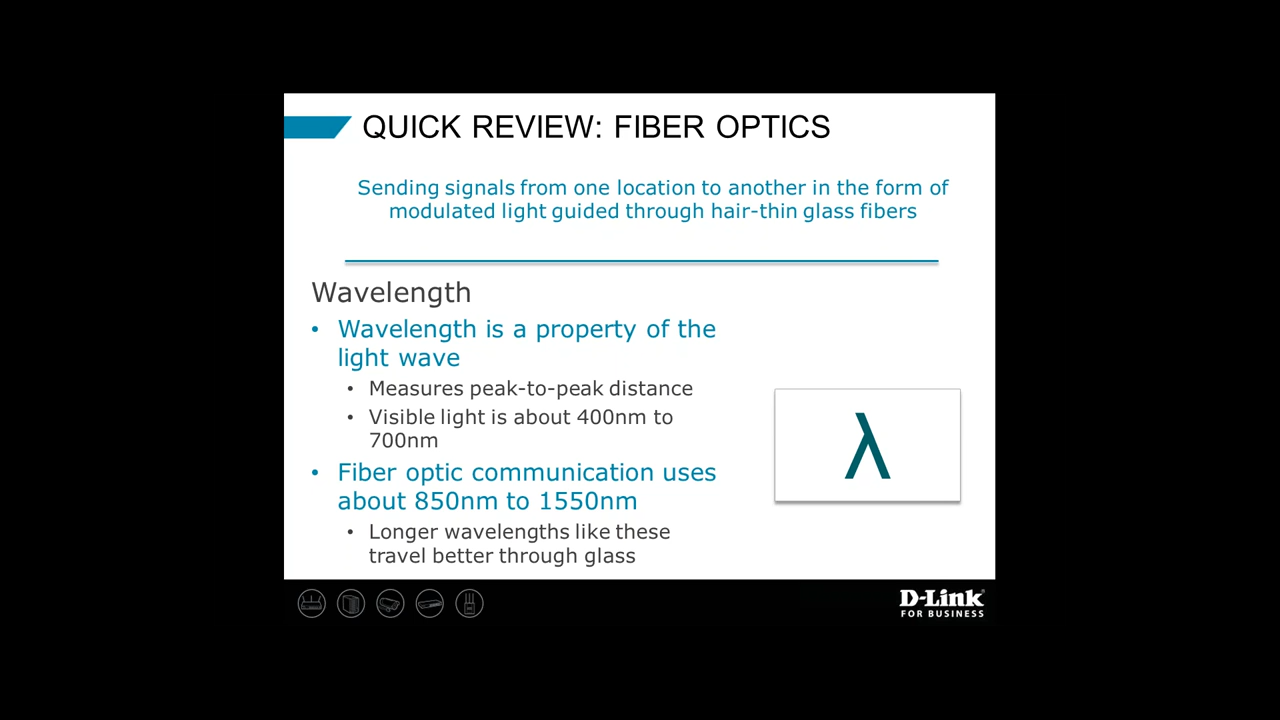 QUICK REVIEW: FIBER OPTICS
Sending signals from one location to another in the form of
modulated light guided through hair-thin glass fibers
Wavelength
• Wavelength is a property of the
light wave
• Measures peak-to-peak distance
• Visible light is about 400nm to
700nm
• Fiber optic communication uses
about 850nm to 1550nm
• Longer wavelengths like these
travel better through glass
λ
D-Link
FOR BUSINESS